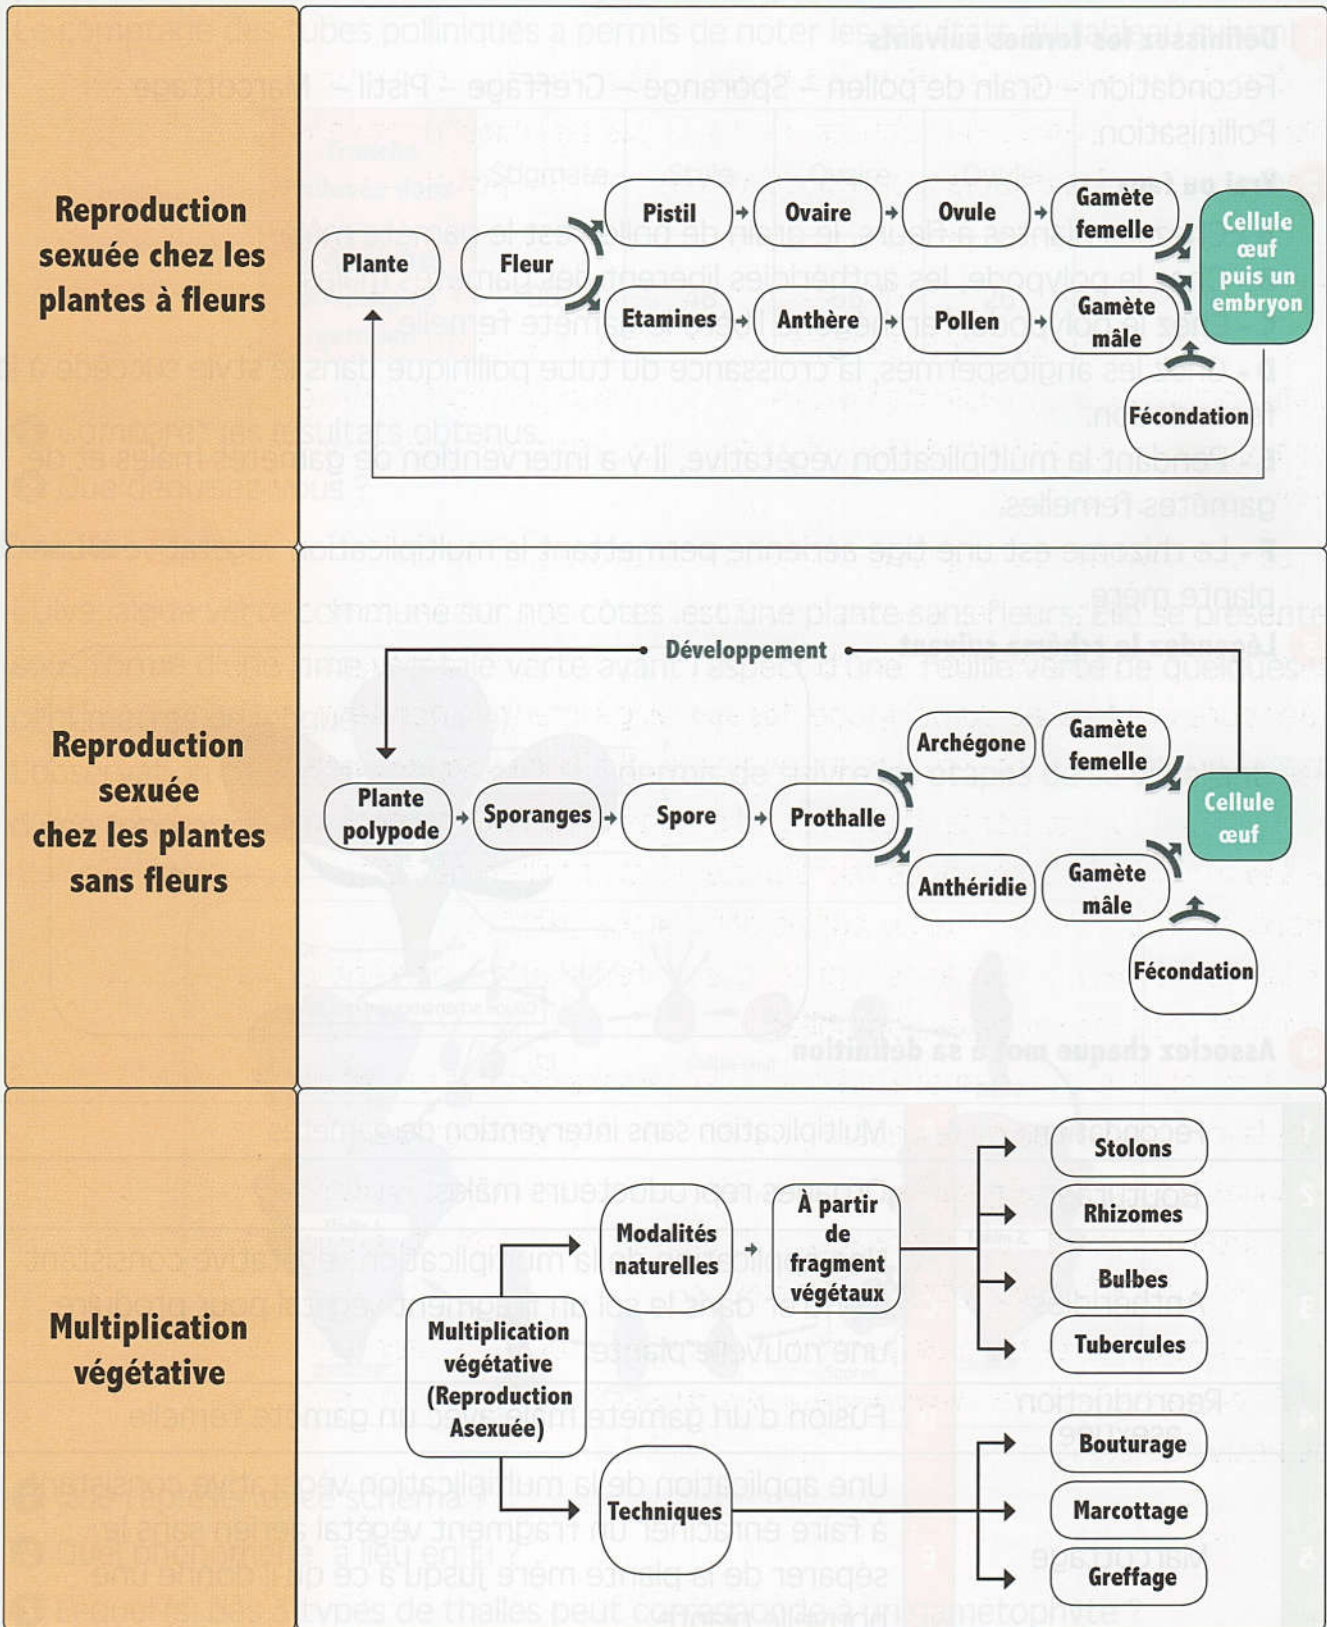 Reproduction
sexuée chez les
plantes à fleurs
Plante
Fleur
Pistil
Ovaire
Ovule
Gamète
femelle
Etamines
Anthère
Pollen
Gamète
mâle
Cellule
œuf
puis un
embryon
Fécondation
Reproduction
sexuée
chez les plantes
sans fleurs
Développement
Plante
polypode
Sporanges
Spore
Prothalle
Archégone
Gamète
femelle
Anthéridie
Gamète
mâle
Cellule
œuf
Fécondation
Multiplication
végétative
Multiplication
végétative
(Reproduction
Asexuée)
Modalités
naturelles
À partir
de
fragment
végétaux
Stolons
Rhizomes
Bulbes
Tubercules
Techniques
Bouturage
Marcottage
Greffage